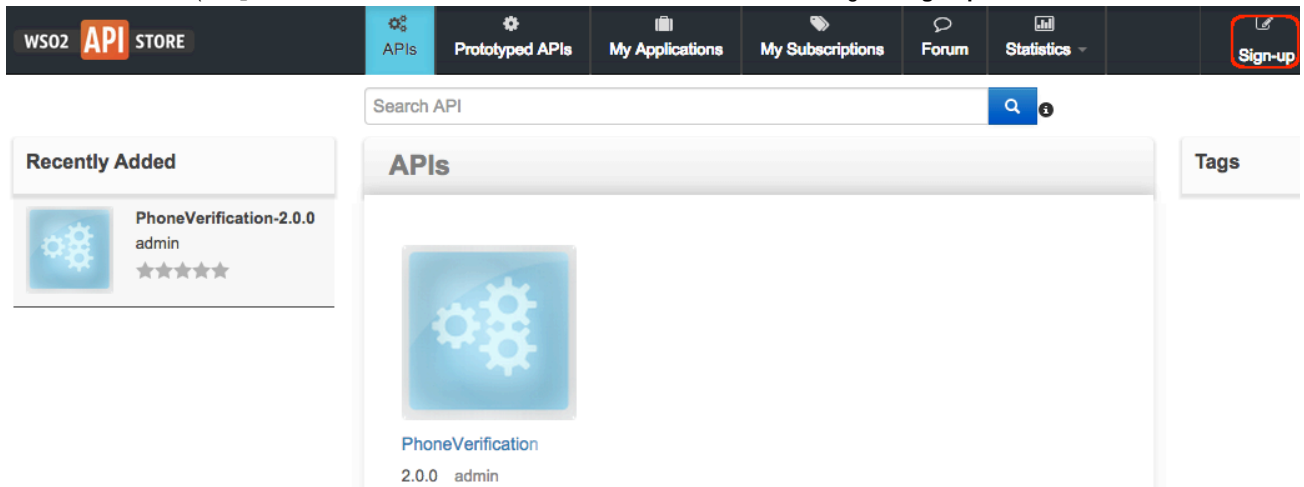 WSO2 API STORE
APIs
Prototyped APIs
My Applications
My Subscriptions
Forum
Statistics
Sign-up
Search API
Recently Added
APIs
Tags
PhoneVerification-2.0.0
admin
PhoneVerification
2.0.0 admin